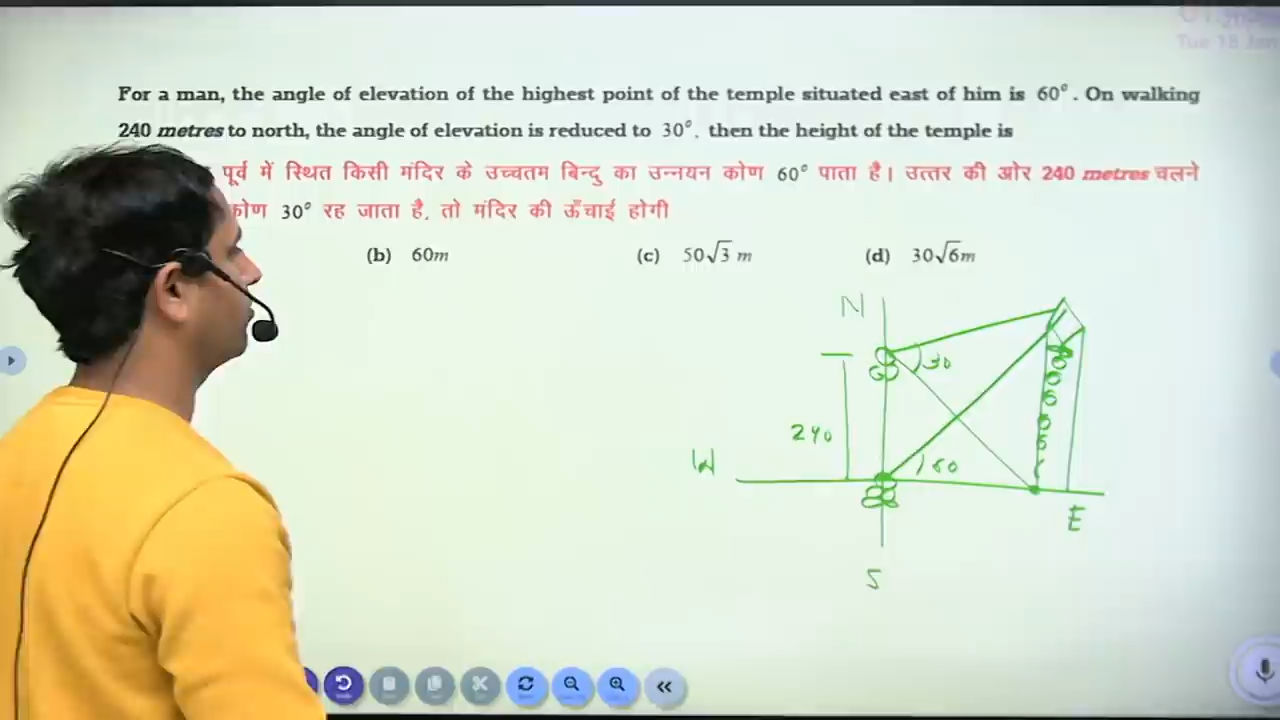 Tue 18 Jan
For a man, the angle of elevation of the highest point of the temple situated east of him is 60°. On walking
240 metres to north, the angle of elevation is reduced to 30°, then the height of the temple is
पूर्व में स्थित किसी मंदिर के उच्चतम बिन्दु का उन्नयन कोण 60° पाता है। उत्तर की ओर 240 metres चलने
कोण 30° रह जाता है, तो मंदिर की ऊँचाई होगी
(b) 60m (c) 50√3 m (d) 30√6m
N
30
240
W
60
E
S